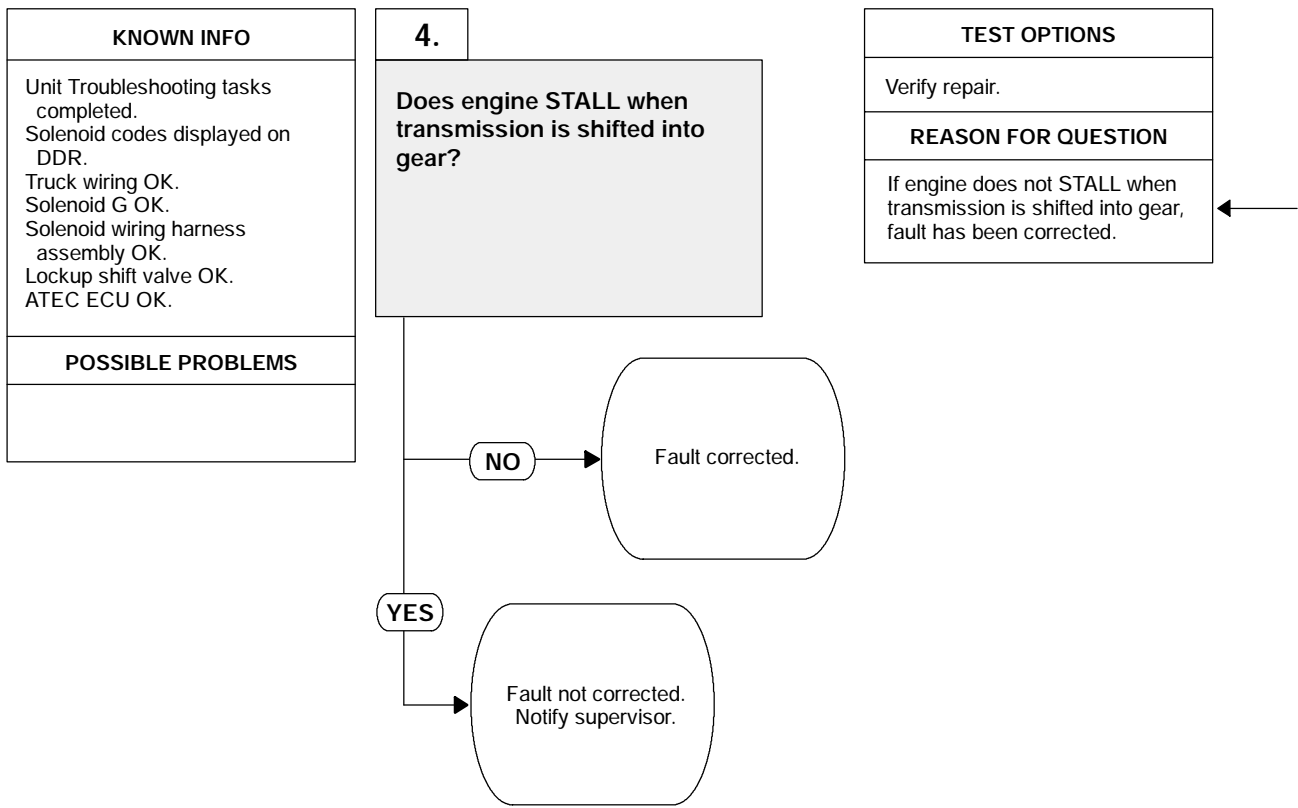 KNOWN INFO
Unit Troubleshooting tasks
completed.
Solenoid codes displayed on
DDR.
Truck wiring OK.
Solenoid G OK.
Solenoid wiring harness
assembly OK.
Lockup shift valve OK.
ATEC ECU OK.
POSSIBLE PROBLEMS
4.
Does engine STALL when
transmission is shifted into
gear?
TEST OPTIONS
Verify repair.
REASON FOR QUESTION
If engine does not STALL when
transmission is shifted into gear,
fault has been corrected.
NO
Fault corrected.
YES
Fault not corrected.
Notify supervisor.